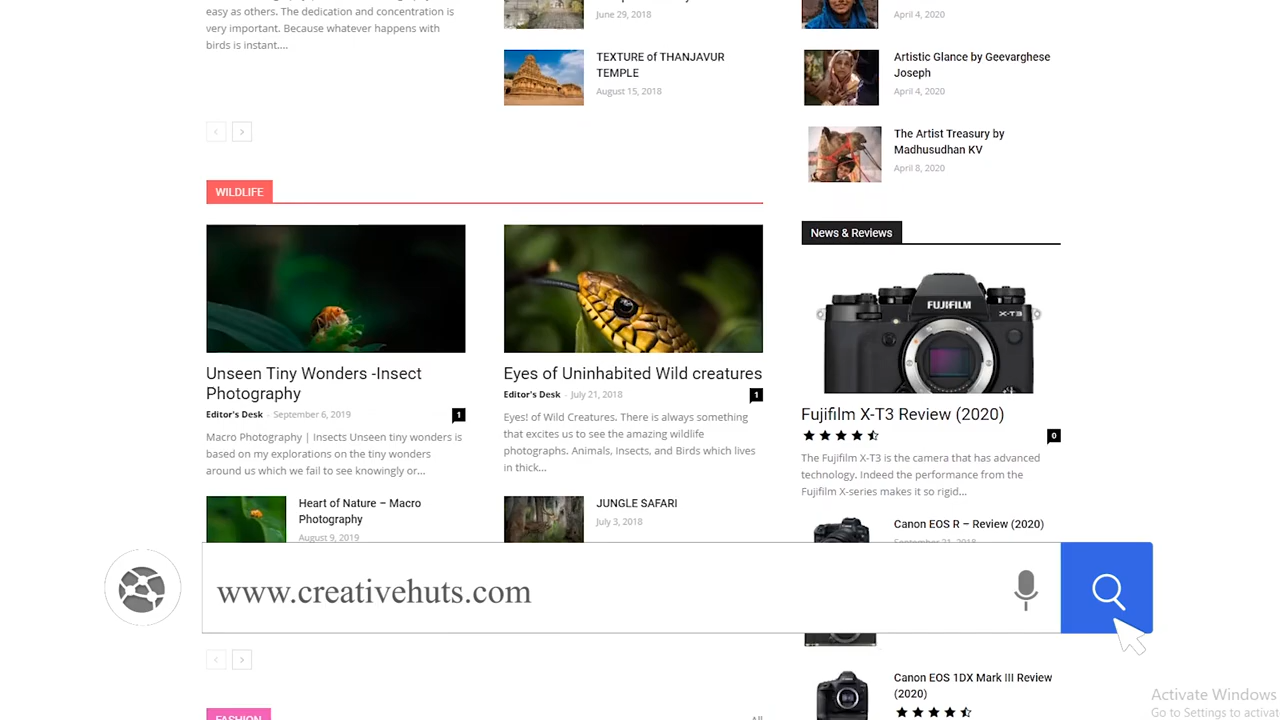 easy as others. The dedication and concentration is
very important. Because whatever happens with
birds is instant....
June 29, 2018
TEXTURE of THANJAVUR
TEMPLE
August 15, 2018
April 4, 2020
Artistic Glance by Geevarghese
Joseph
April 4, 2020
The Artist Treasury by
Madhusudhan KV
April 8, 2020
WILDLIFE
Unseen Tiny Wonders -Insect
Photography
Editor's Desk - September 6, 2019
1
Macro Photography | Insects Unseen tiny wonders is
based on my explorations on the tiny wonders
around us which we fail to see knowingly or...
Heart of Nature – Macro
Photography
August 9, 2019
Eyes of Uninhabited Wild creatures
Editor's Desk - July 21, 2018
1
Eyes! of Wild Creatures. There is always something
that excites us to see the amazing wildlife
photographs. Animals, Insects, and Birds which lives
in thick...
JUNGLE SAFARI
July 3, 2018
News & Reviews
FUJIFILM
X-T3
Fujifilm X-T3 Review (2020)
0
The Fujifilm X-T3 is the camera that has advanced
technology. Indeed the performance from the
Fujifilm X-series makes it so rigid...
Canon EOS R – Review (2020)
September 21, 2018
www.creativehuts.com
Canon EOS 1DX Mark III Review
(2020)
FASHION
All
Activate Windows
Go to Settings to activat